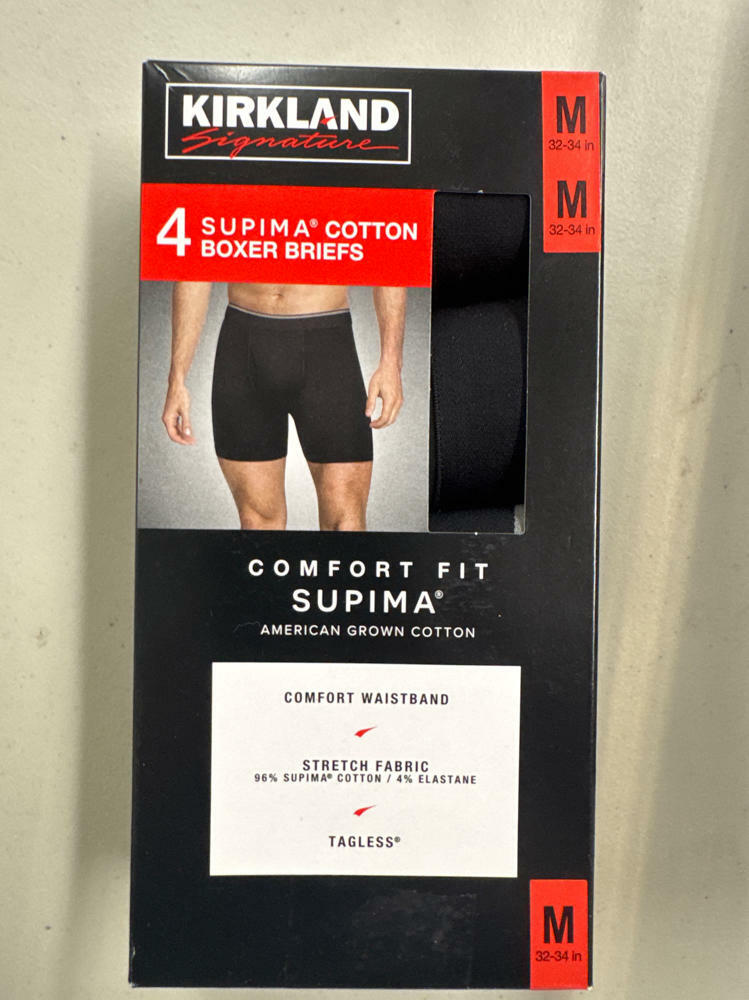 KIRKLAND
Signature
M
32-34 in
M
32-34 in
4 SUPIMA® COTTON
BOXER BRIEFS
COMFORT FIT
SUPIMA®
AMERICAN GROWN COTTON
COMFORT WAISTBAND
STRETCH FABRIC
96% SUPIMA® COTTON / 4% ELASTANE
TAGLESS®
M
32-34 in